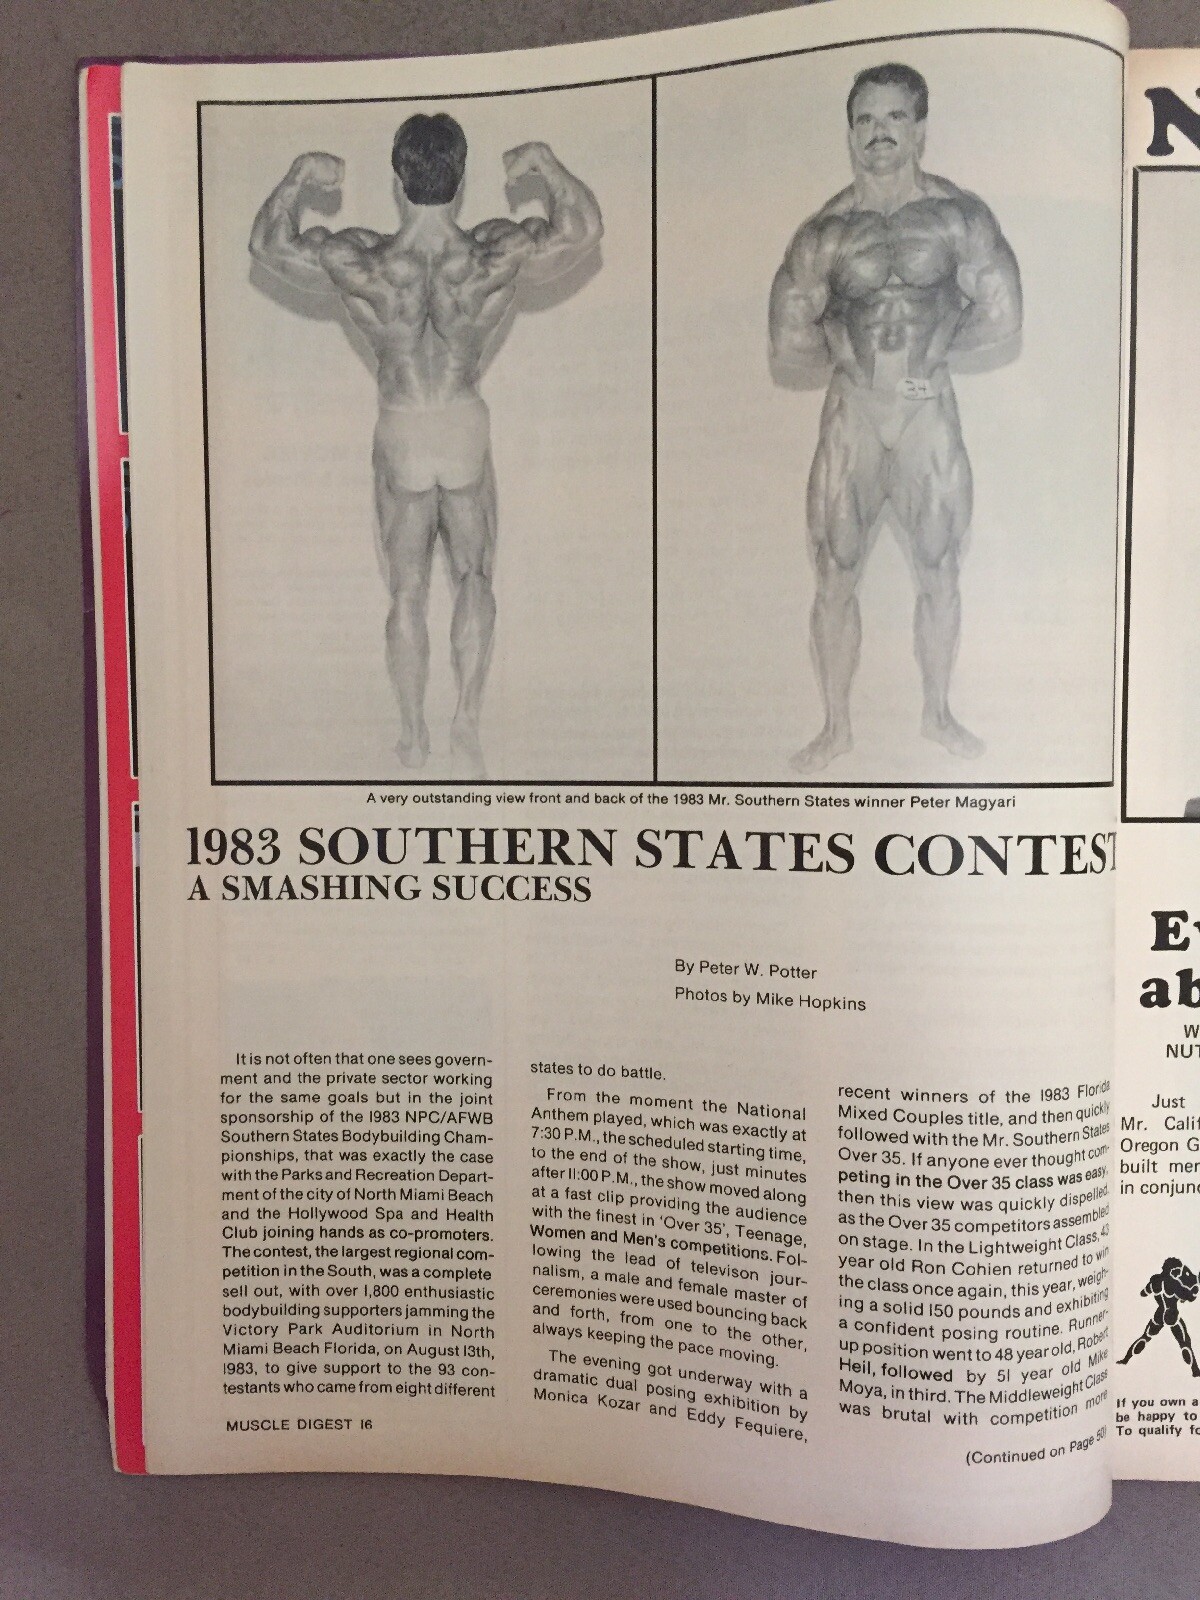 34
A very outstanding view front and back of the 1983 Mr. Southern States winner Peter Magyari
1983 SOUTHERN STATES CONTEST
A SMASHING SUCCESS
By Peter W. Potter
Photos by Mike Hopkins
It is not often that one sees govern-
ment and the private sector working
for the same goals but in the joint
sponsorship of the 1983 NPC/AFWB
Southern States Bodybuilding Cham-
pionships, that was exactly the case
with the Parks and Recreation Depart-
ment of the city of North Miami Beach
and the Hollywood Spa and Health
Club joining hands as co-promoters.
The contest, the largest regional com-
petition in the South, was a complete
sell out, with over 1,800 enthusiastic
bodybuilding supporters jamming the
Victory Park Auditorium in North
Miami Beach Florida, on August 13th,
1983, to give support to the 93 con-
testants who came from eight different
states to do battle.
From the moment the National
Anthem played, which was exactly at
7:30 P.M., the scheduled starting time,
to the end of the show, just minutes
after 11:00 P.M., the show moved along
at a fast clip providing the audience
with the finest in 'Over 35', Teenage,
Women and Men's competitions. Fol-
lowing the lead of televison jour-
nalism, a male and female master of
ceremonies were used bouncing back
and forth, from one to the other,
always keeping the pace moving.
The evening got underway with a
dramatic dual posing exhibition by
Monica Kozar and Eddy Fequiere,
recent winners of the 1983 Florida
Mixed Couples title, and then quickly
followed with the Mr. Southern States
Over 35. If anyone ever thought com-
peting in the Over 35 class was easy,
then this view was quickly dispelled,
as the Over 35 competitors assembled
on stage. In the Lightweight Class, 43
year old Ron Cohien returned to win
the class once again, this year, weigh-
ing a solid 150 pounds and exhibiting
a confident posing routine. Runner-
up position went to 48 year old, Robert
Heil, followed by 51 year old Mike
Moya, in third. The Middleweight Class
was brutal with competition more
(Continued on Page 50)
MUSCLE DIGEST 16
N
E
ab
W
NUT
Just
Mr. Calif
Oregon G
built mer
in conjunc
If you own a
be happy to
To qualify fo